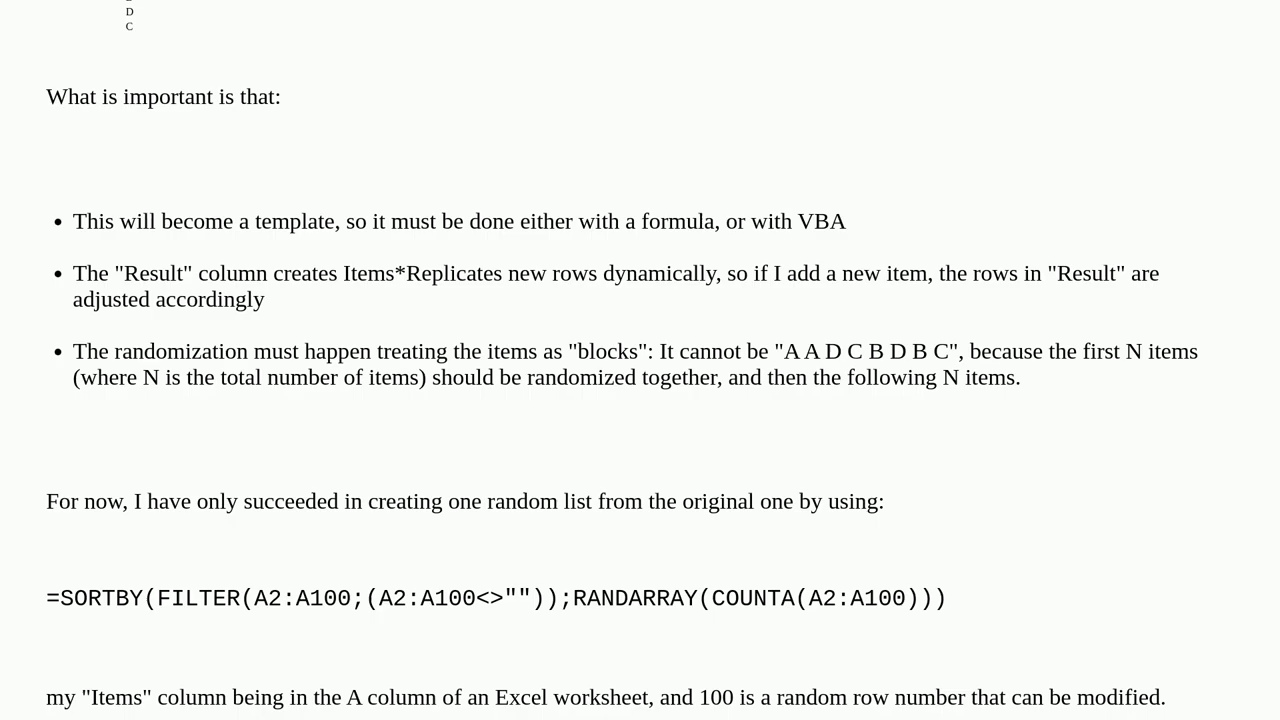 D
C
What is important is that:
• This will become a template, so it must be done either with a formula, or with VBA
• The "Result" column creates Items*Replicates new rows dynamically, so if I add a new item, the rows in "Result" are
adjusted accordingly
• The randomization must happen treating the items as "blocks": It cannot be "A A D C B D B C", because the first N items
(where N is the total number of items) should be randomized together, and then the following N items.
For now, I have only succeeded in creating one random list from the original one by using:
=SORTBY(FILTER(A2:A100;(A2:A100<>""));RANDARRAY(COUNTA(A2:A100)))
my "Items" column being in the A column of an Excel worksheet, and 100 is a random row number that can be modified.